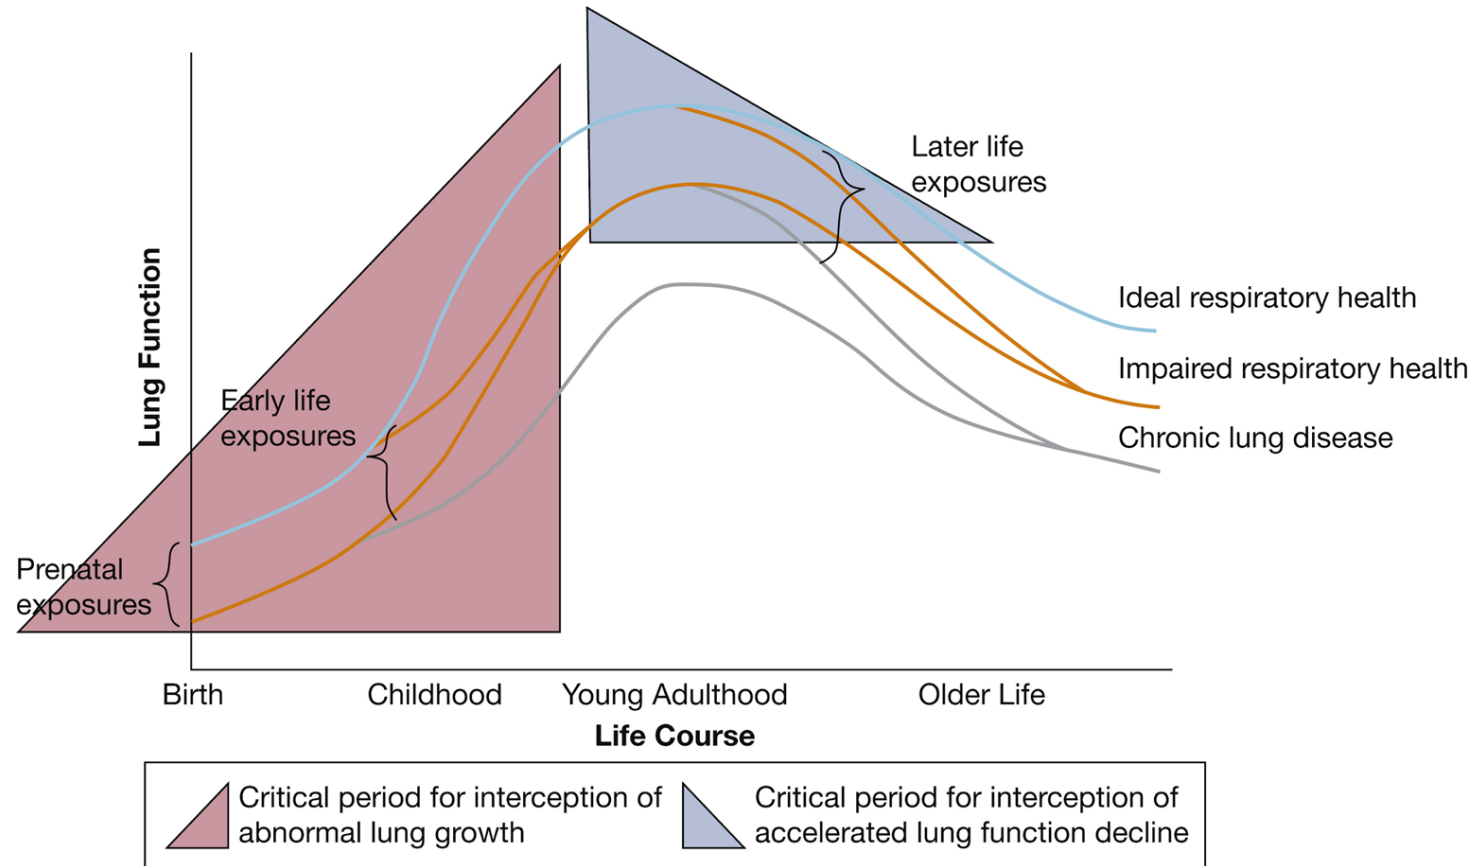 Lung Function
Later life
exposures
Ideal respiratory health
Impaired respiratory health
Chronic lung disease
Early life
exposures
Prenatal
exposures
Birth
Childhood
Young Adulthood
Older Life
Life Course
Critical period for interception of
abnormal lung growth
Critical period for interception of
accelerated lung function decline